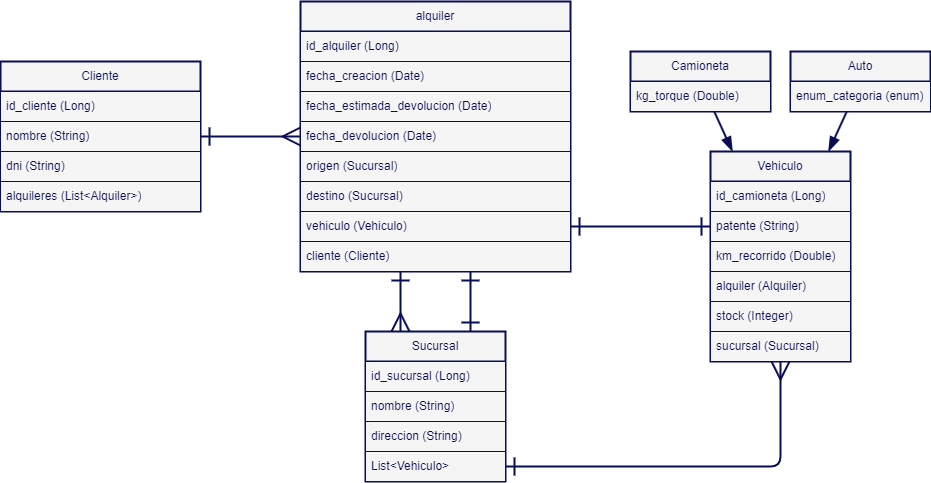 alquiler
id_alquiler (Long)
fecha_creacion (Date)
fecha_estimada_devolucion (Date)
fecha_devolucion (Date)
origen (Sucursal)
destino (Sucursal)
vehiculo (Vehiculo)
cliente (Cliente)
Cliente
id_cliente (Long)
nombre (String)
dni (String)
alquileres (List<Alquiler>)
Camioneta
kg_torque (Double)
Auto
enum_categoria (enum)
Vehiculo
id_camioneta (Long)
patente (String)
km_recorrido (Double)
alquiler (Alquiler)
stock (Integer)
sucursal (Sucursal)
Sucursal
id_sucursal (Long)
nombre (String)
direccion (String)
List<Vehiculo>